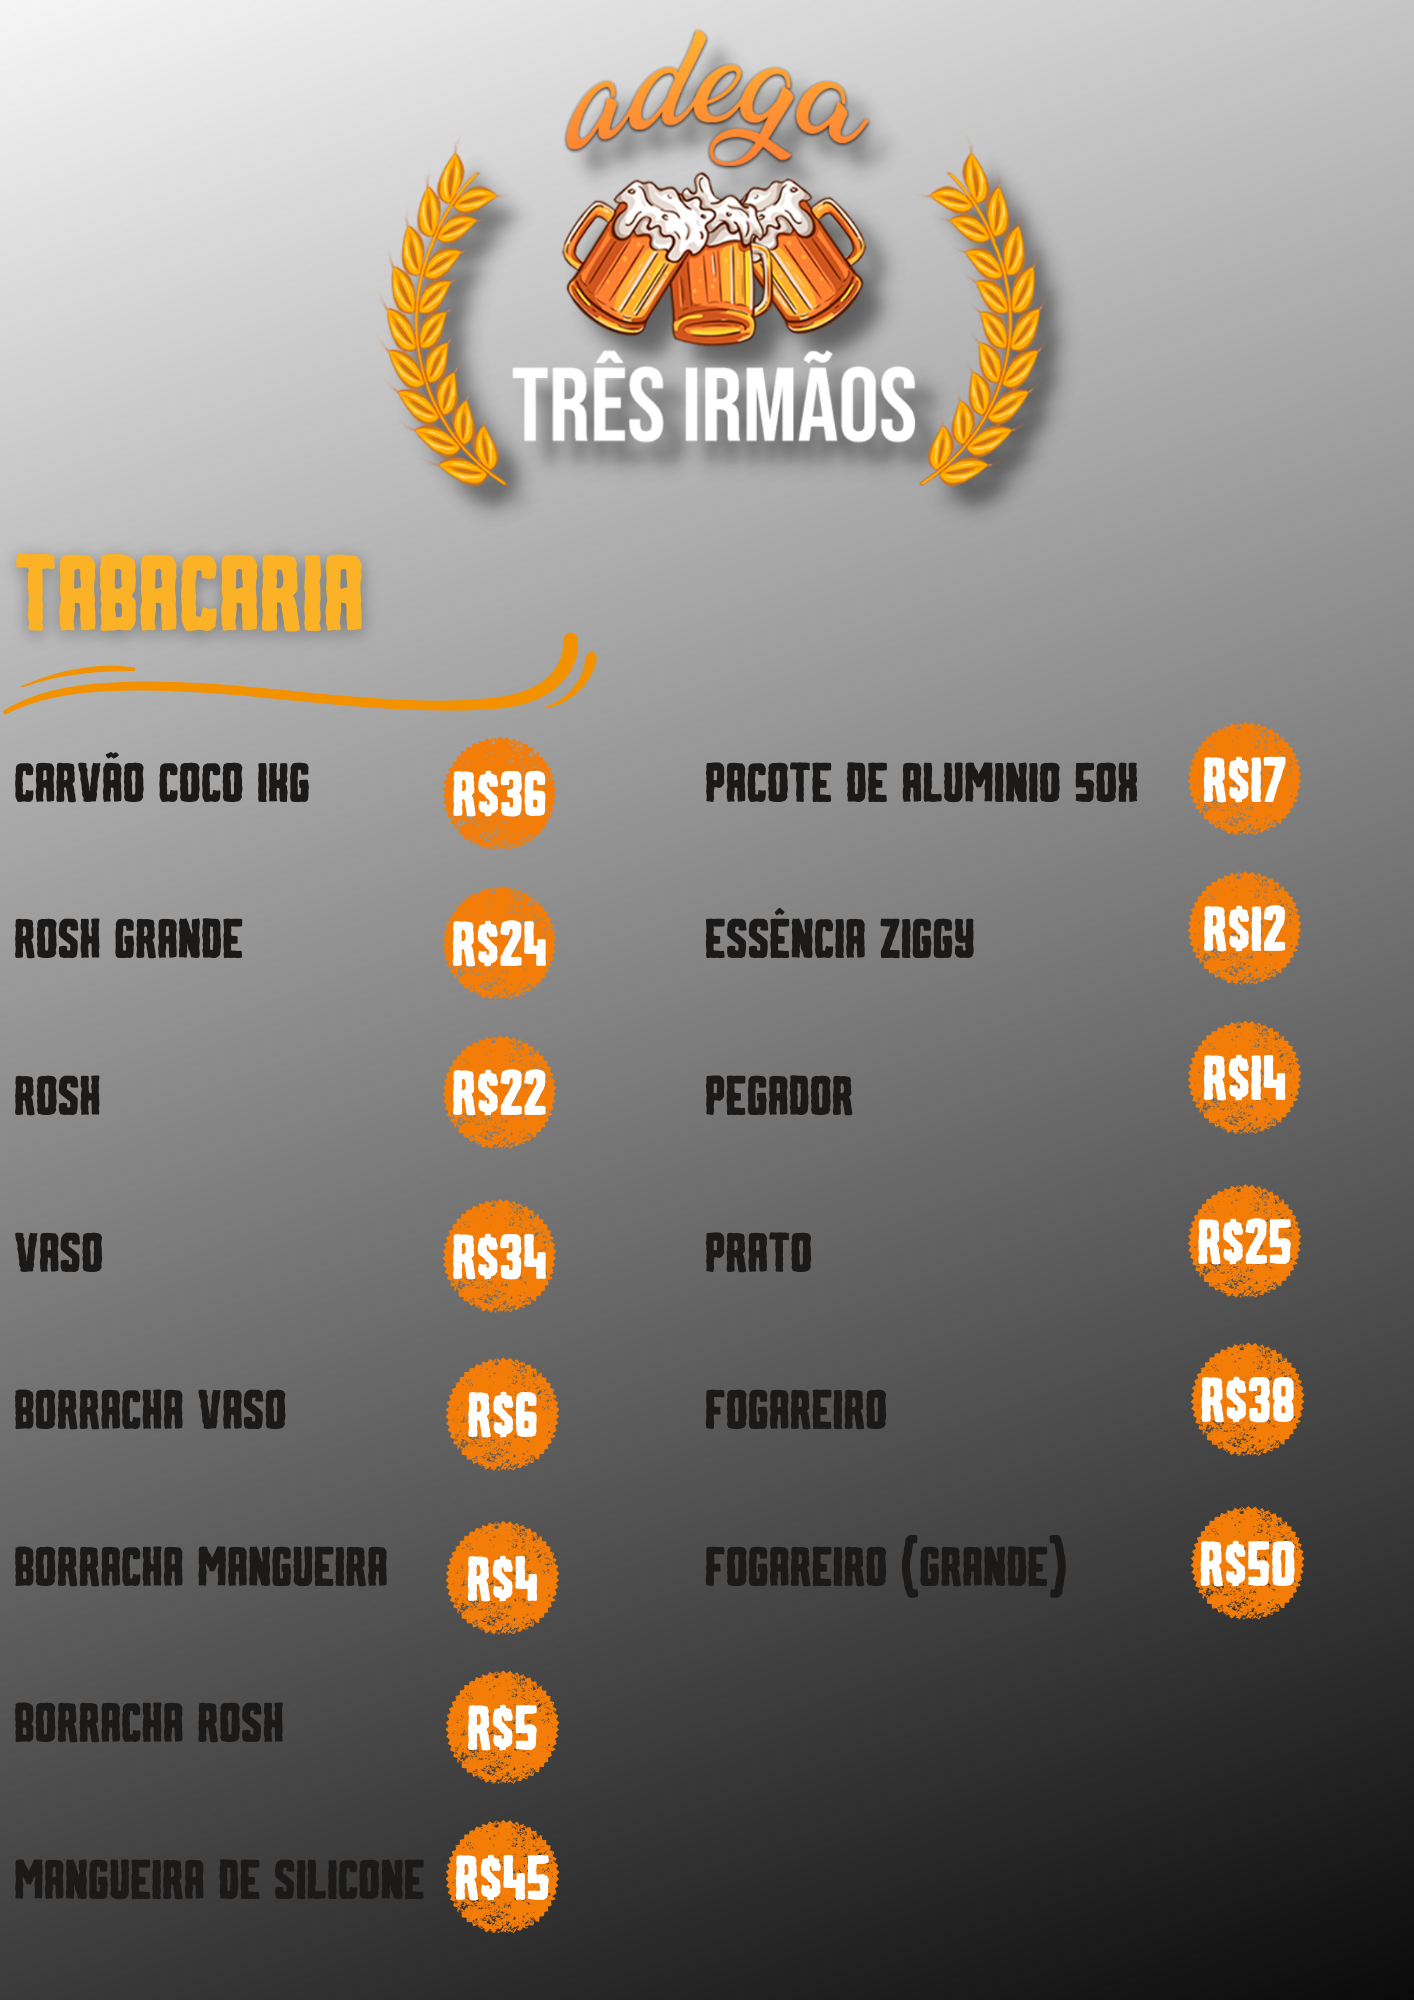 adega
TRÊS IRMÃOS
TABACARIA
CARVÃO COCO 1KG R$36
ROSH GRANDE R$24
ROSH R$22
VASO R$34
BORRACHA VASO R$6
BORRACHA MANGUEIRA R$4
BORRACHA ROSH R$5
MANGUEIRA DE SILICONE R$45
PACOTE DE ALUMINIO 50X R$17
ESSÊNCIA ZIGGY R$12
PEGADOR R$14
PRATO R$25
FOGAREIRO R$38
FOGAREIRO (GRANDE) R$50